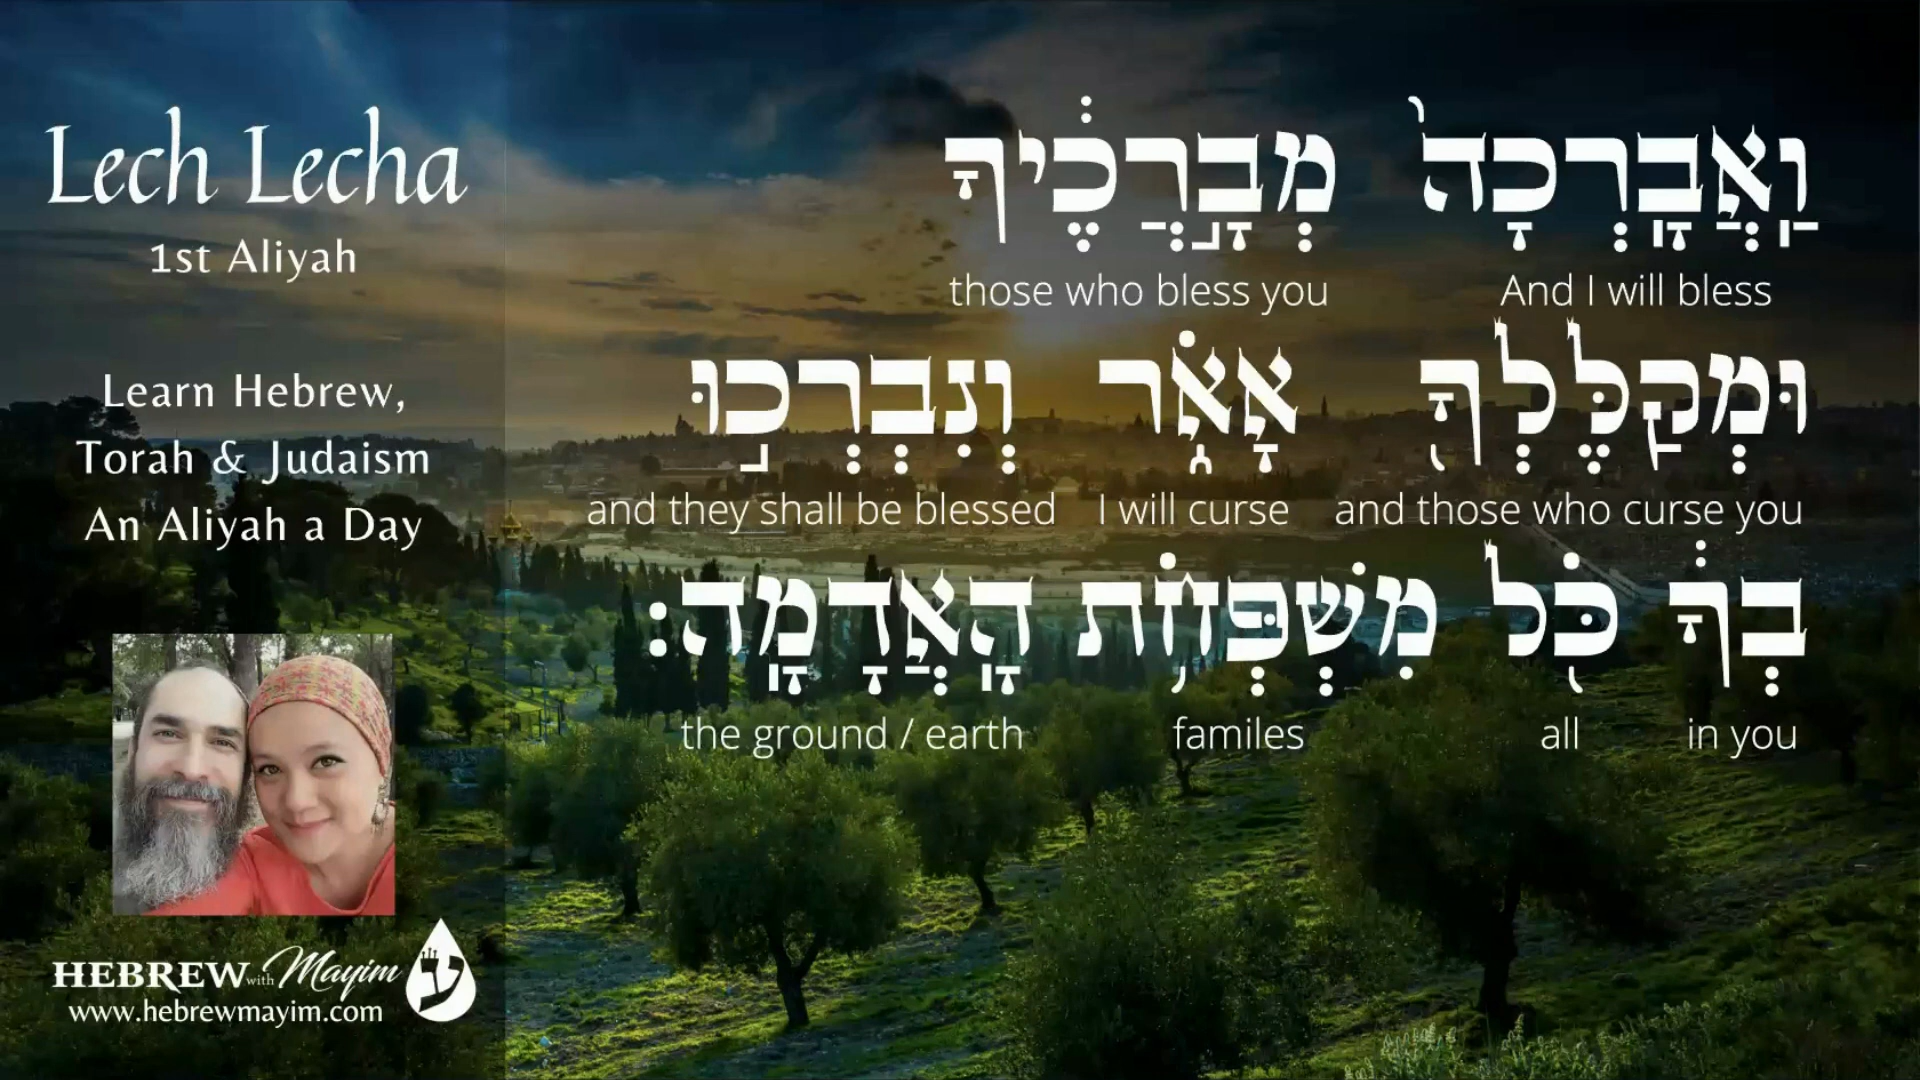 Lech Lecha
1st Aliyah
Learn Hebrew,
Torah & Judaism
An Aliyah a Day
HEBREW with Mayim
www.hebrewmayim.com
וַֽאֲבָֽרְכָה֙ מְבָ֣רֲכֶ֔יךָ
And I will bless those who bless you
וּמְקַלֶּלְךָ֖ אָאֹ֑ר וְנִבְרְכ֣וּ
and those who curse you I will curse and they shall be blessed
בְךָ֔ כֹּ֖ל מִשְׁפְּחֹ֥ת הָֽאֲדָמָֽה׃
in you all familes the ground / earth